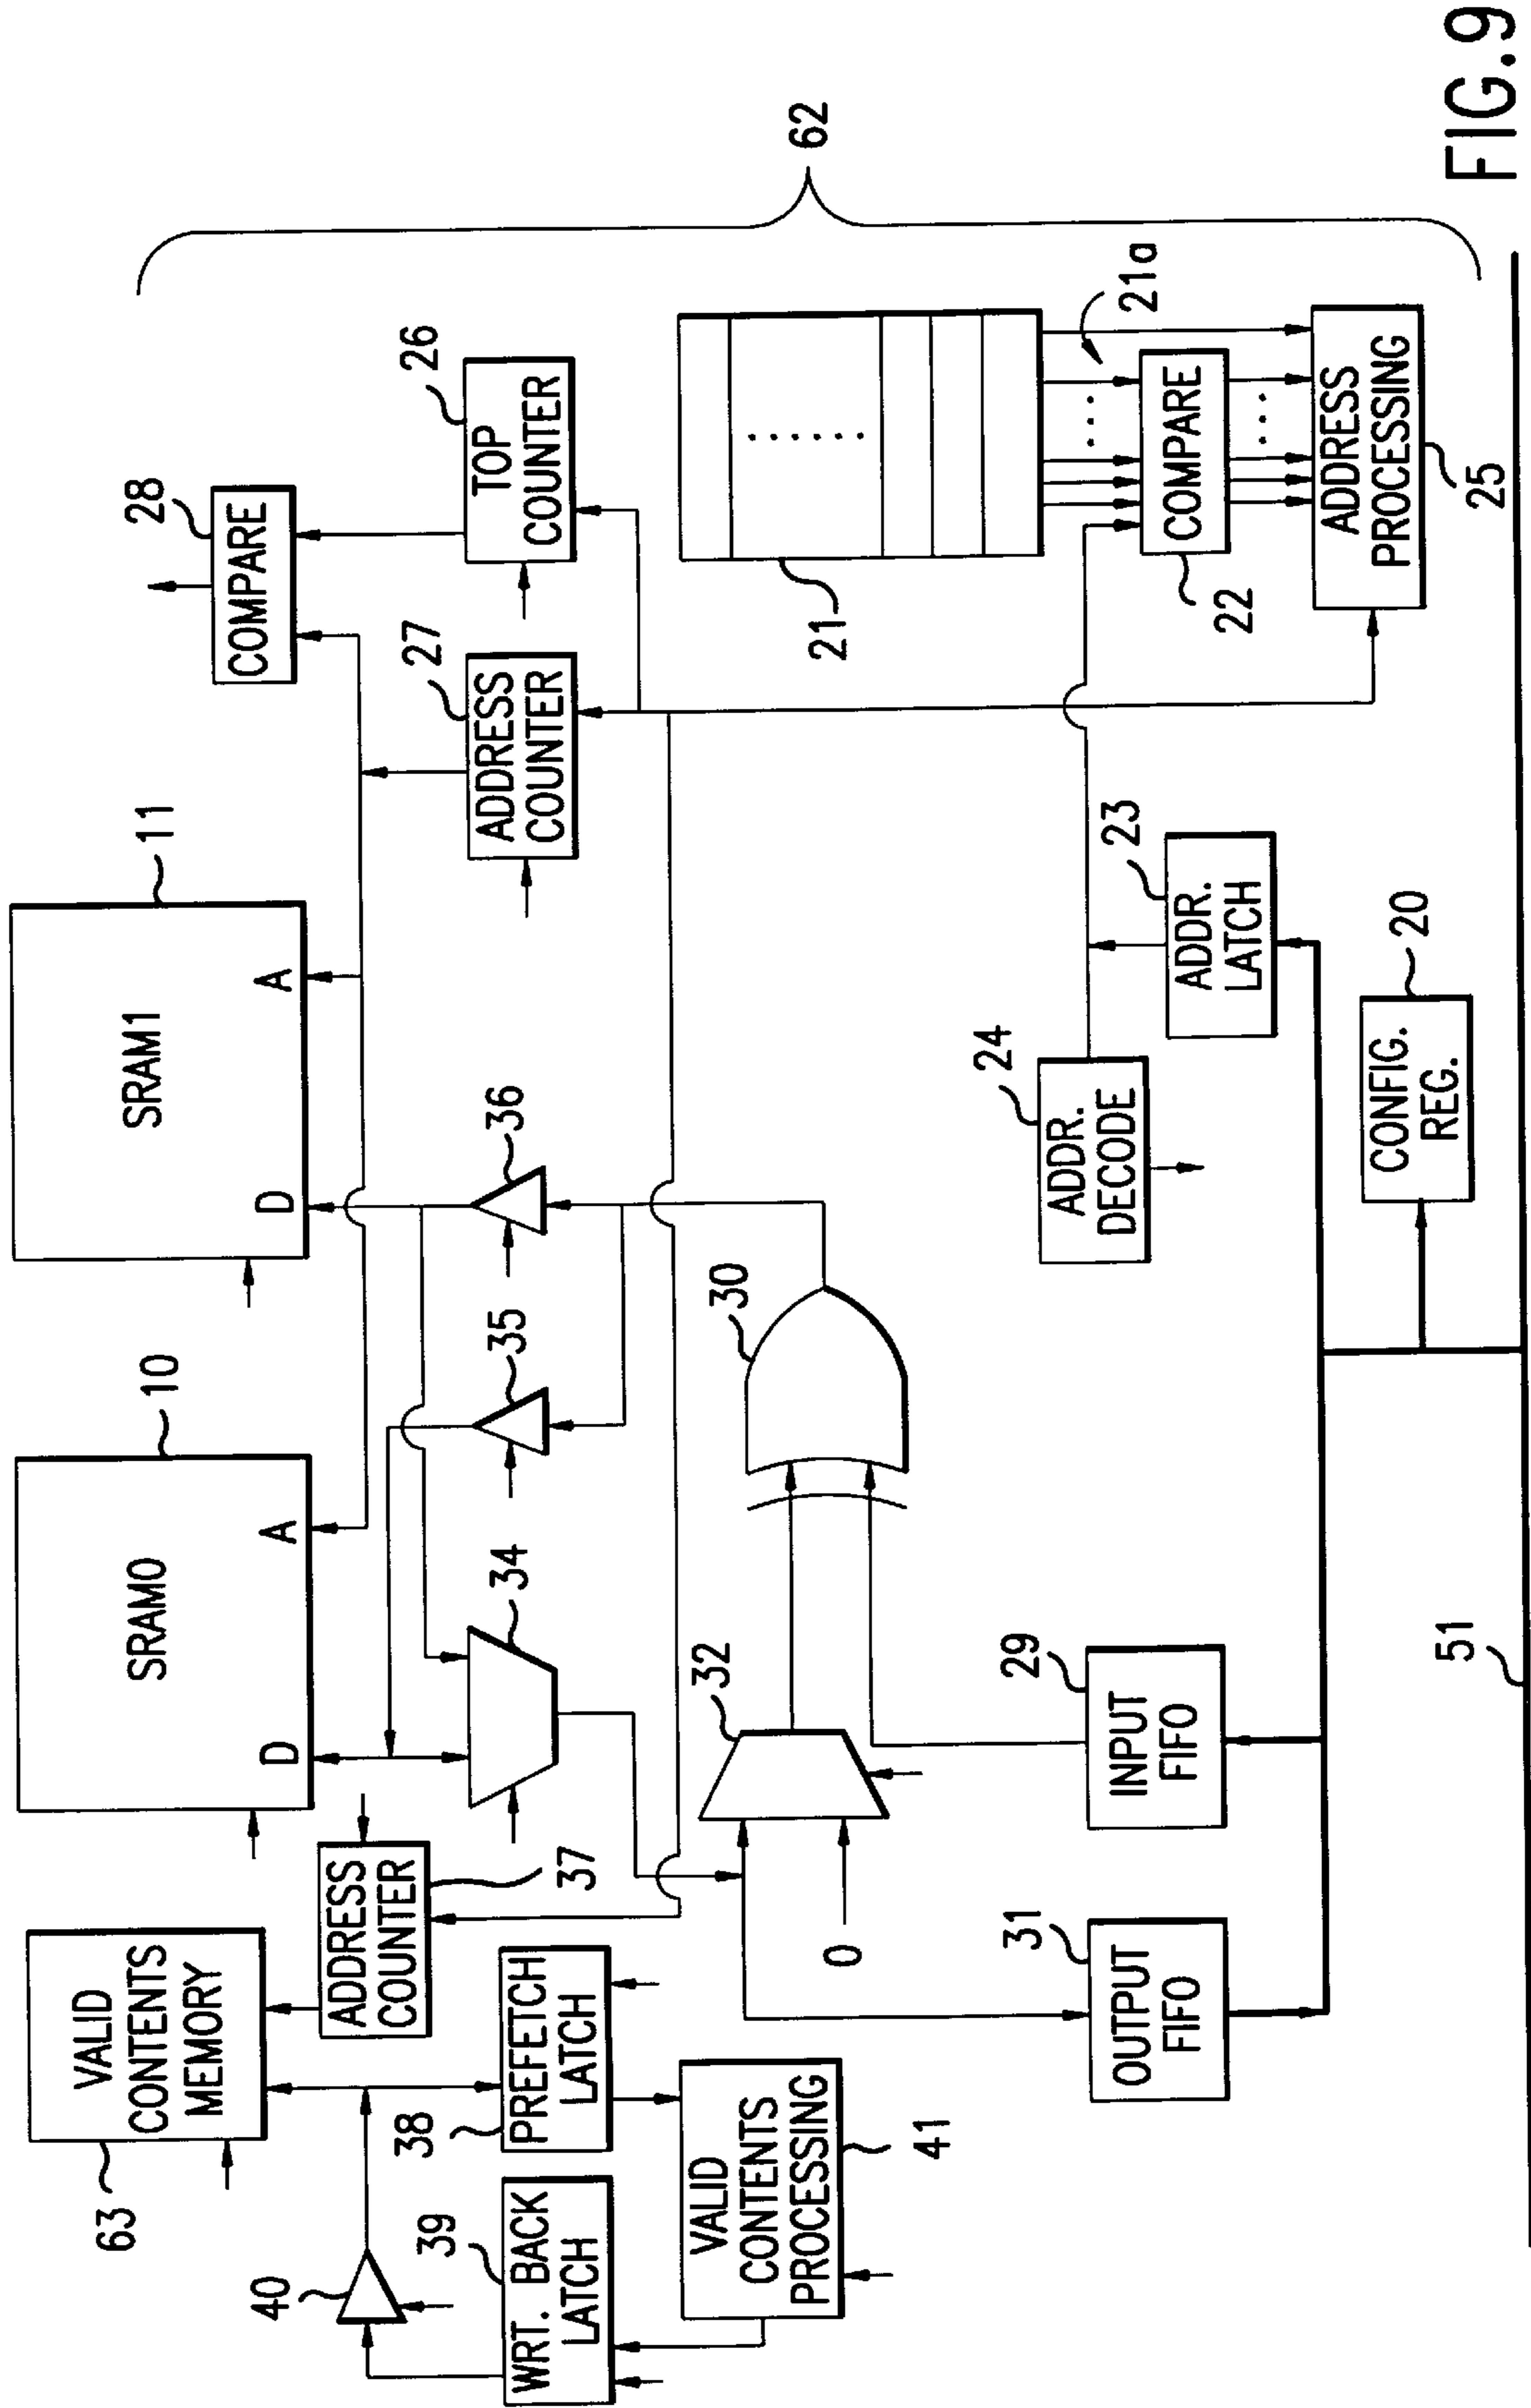 63
VALID
CONTENTS
MEMORY
SRAM0
D
A
10
SRAM1
D
A
11
28
COMPARE
40
ADDRESS
COUNTER
37
34
35
36
27
ADDRESS
COUNTER
26
TOP
COUNTER
39
WRT. BACK
LATCH
38
PREFETCH
LATCH
VALID
CONTENTS
PROCESSING
41
32
0
30
21
21a
62
OUTPUT
FIFO
31
INPUT
FIFO
29
24
ADDR.
DECODE
ADDR.
LATCH
23
COMPARE
22
CONFIG.
REG.
20
ADDRESS
PROCESSING
25
51
FIG.9